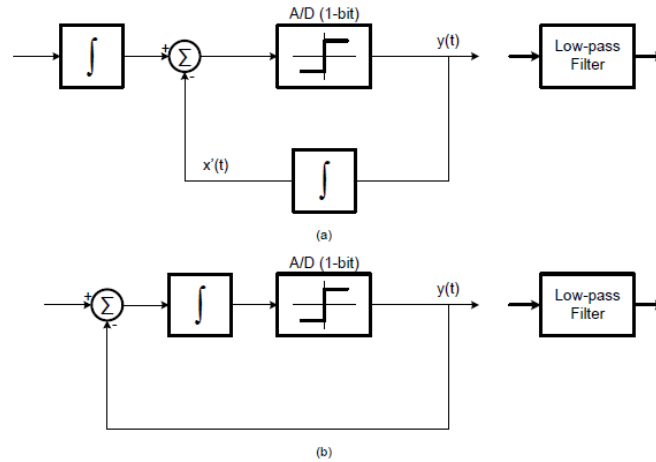 A/D (1-bit)
∫
+
Σ
-
y(t)
Low-pass
Filter
x'(t)
∫
(a)
A/D (1-bit)
+
Σ
-
∫
y(t)
Low-pass
Filter
(b)